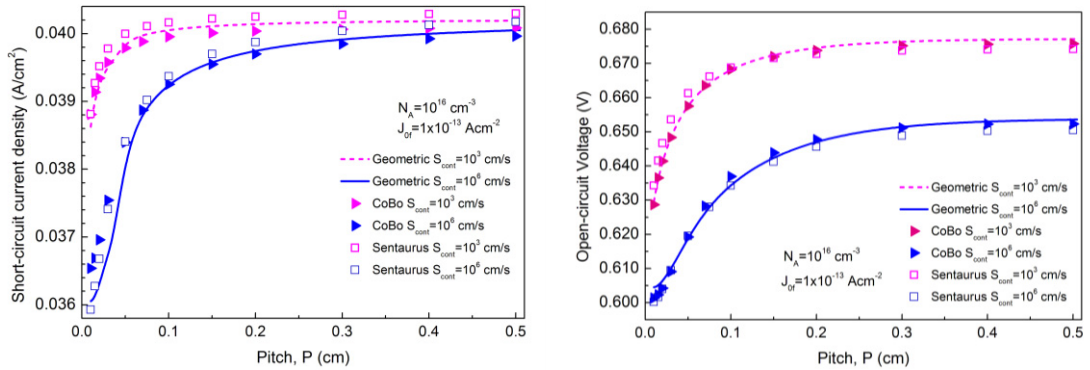 Short-circuit current density (A/cm²)
0.040
0.039
0.038
0.037
0.036
N_A=10^16 cm^-3
J_0f=1x10^-13 Acm^-2
Geometric S_cont=10^3 cm/s
Geometric S_cont=10^6 cm/s
CoBo S_cont=10^3 cm/s
CoBo S_cont=10^6 cm/s
Sentaurus S_cont=10^3 cm/s
Sentaurus S_cont=10^6 cm/s
0.0 0.1 0.2 0.3 0.4 0.5
Pitch, P (cm)
Open-circuit Voltage (V)
0.680
0.670
0.660
0.650
0.640
0.630
0.620
0.610
0.600
Geometric S_cont=10^3 cm/s
Geometric S_cont=10^6 cm/s
CoBo S_cont=10^3 cm/s
CoBo S_cont=10^6 cm/s
Sentaurus S_cont=10^3 cm/s
Sentaurus S_cont=10^6 cm/s
N_A=10^16 cm^-3
J_0f=1x10^-13 Acm^-2
0.0 0.1 0.2 0.3 0.4 0.5
Pitch, P (cm)